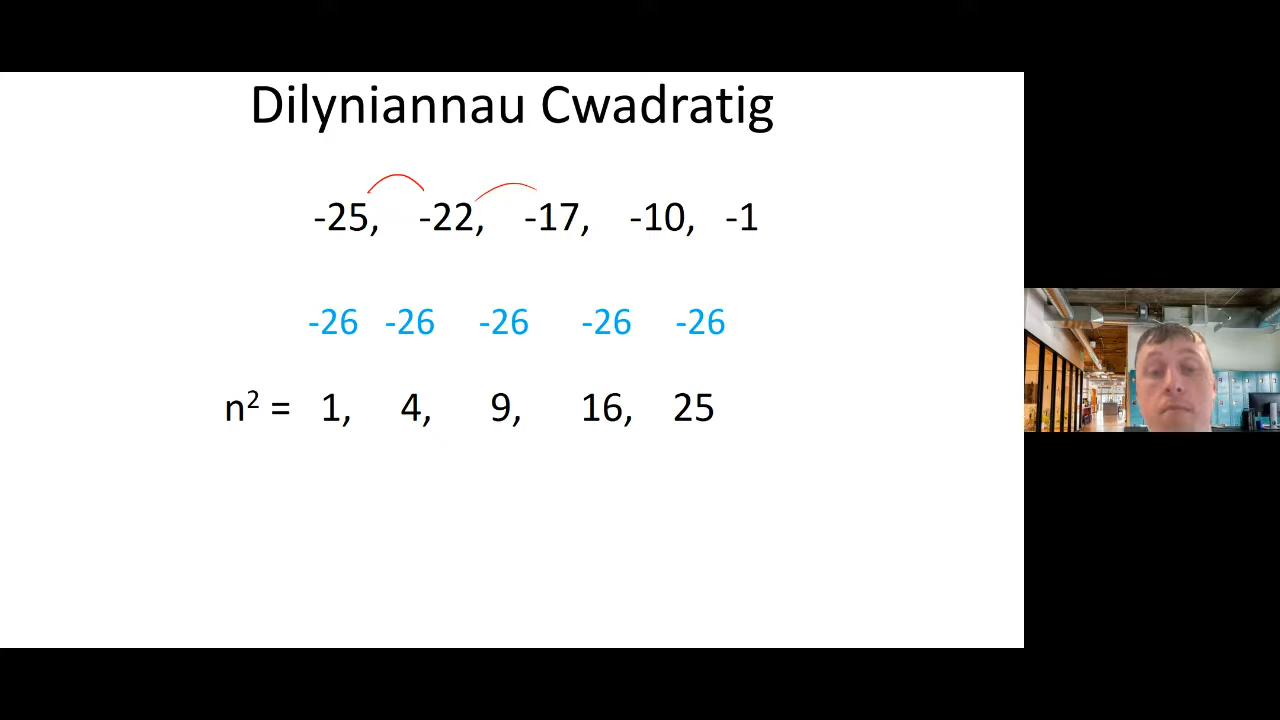 Dilyniannau Cwadratig
-25, -22, -17, -10, -1
-26 -26 -26 -26 -26
n² = 1, 4, 9, 16, 25